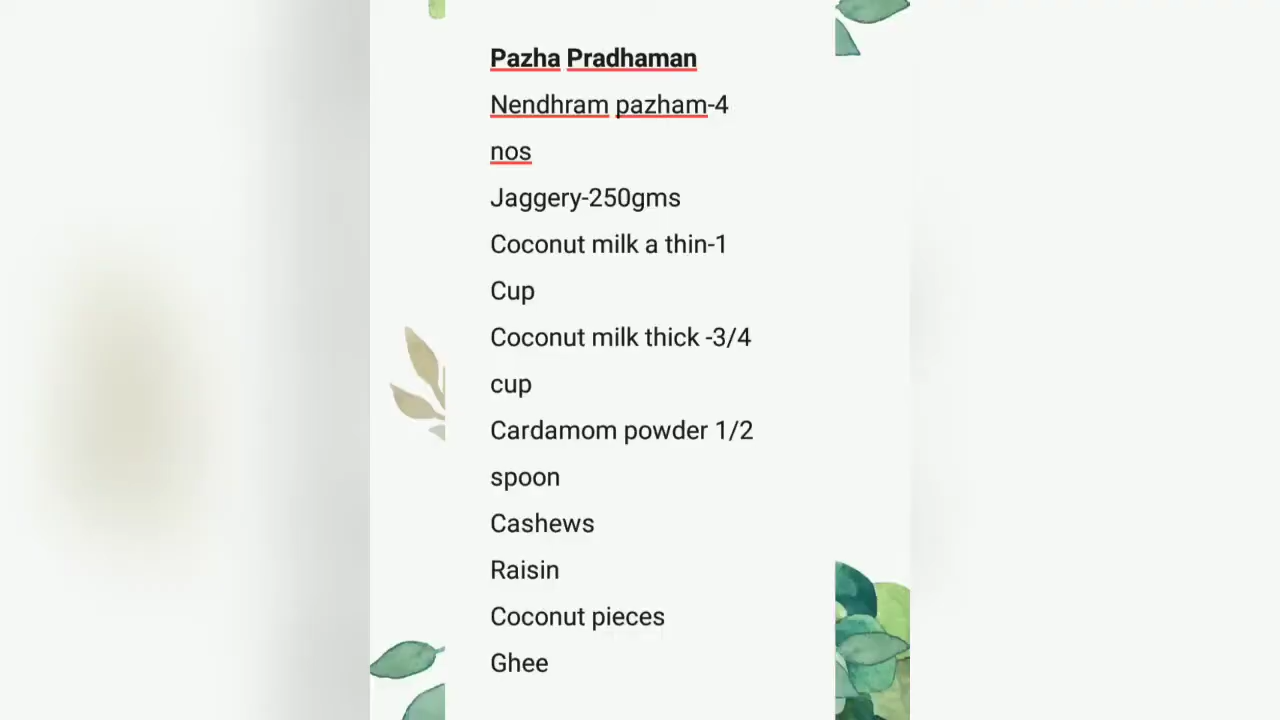 Pazha Pradhaman
Nendhram pazham-4
nos
Jaggery-250gms
Coconut milk a thin-1
Cup
Coconut milk thick -3/4
cup
Cardamom powder 1/2
spoon
Cashews
Raisin
Coconut pieces
Ghee